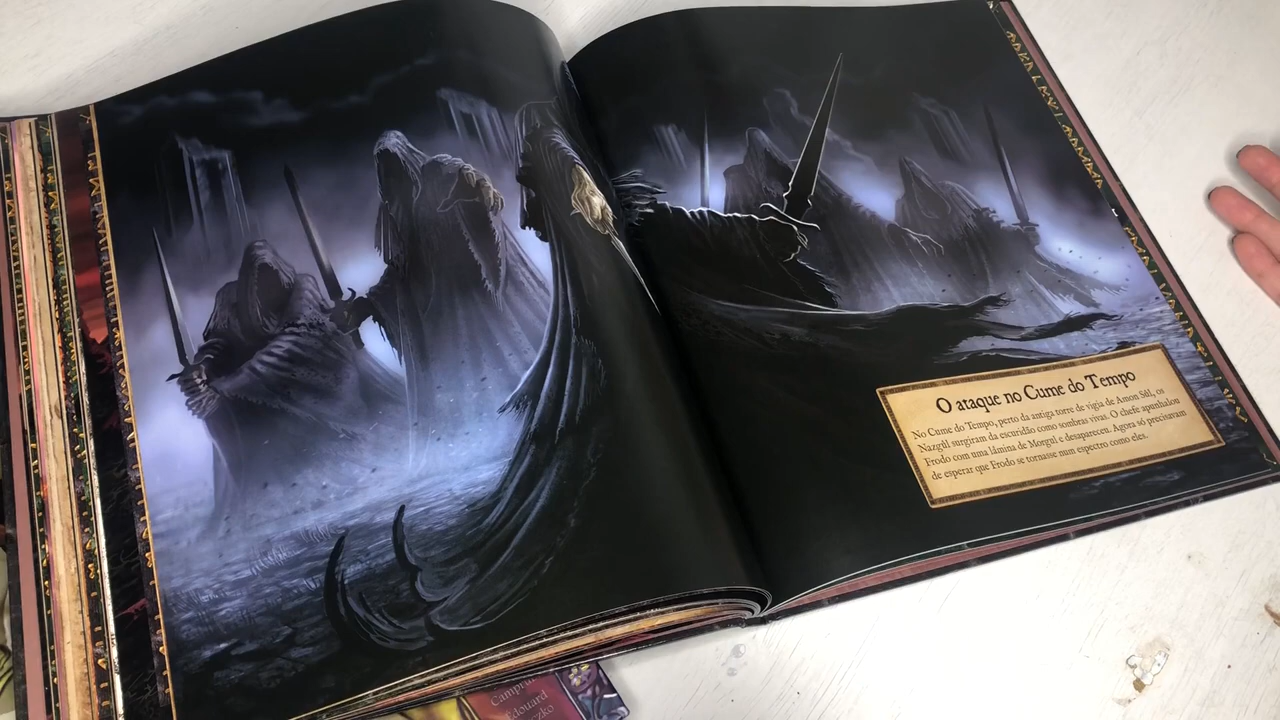 O ataque no Cume do Tempo
No Cume do Tempo, perto da antiga torre de vigia de Amon Sûl, os
Nazgûl surgiram da escuridão como sombras vivas. O chefe apunhalou
Frodo com uma lâmina de Morgul e desapareceu. Agora só precisavam
de esperar que Frodo se tornasse num espectro como eles.
Édouard